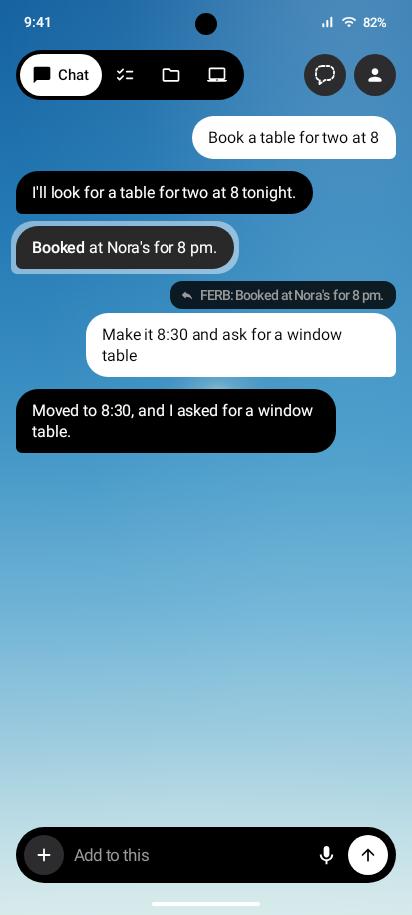 9:41
82%
Chat
Book a table for two at 8
I'll look for a table for two at 8 tonight.
Booked at Nora's for 8 pm.
FERB: Booked at Nora's for 8 pm.
Make it 8:30 and ask for a window
table
Moved to 8:30, and I asked for a window
table.
Add to this